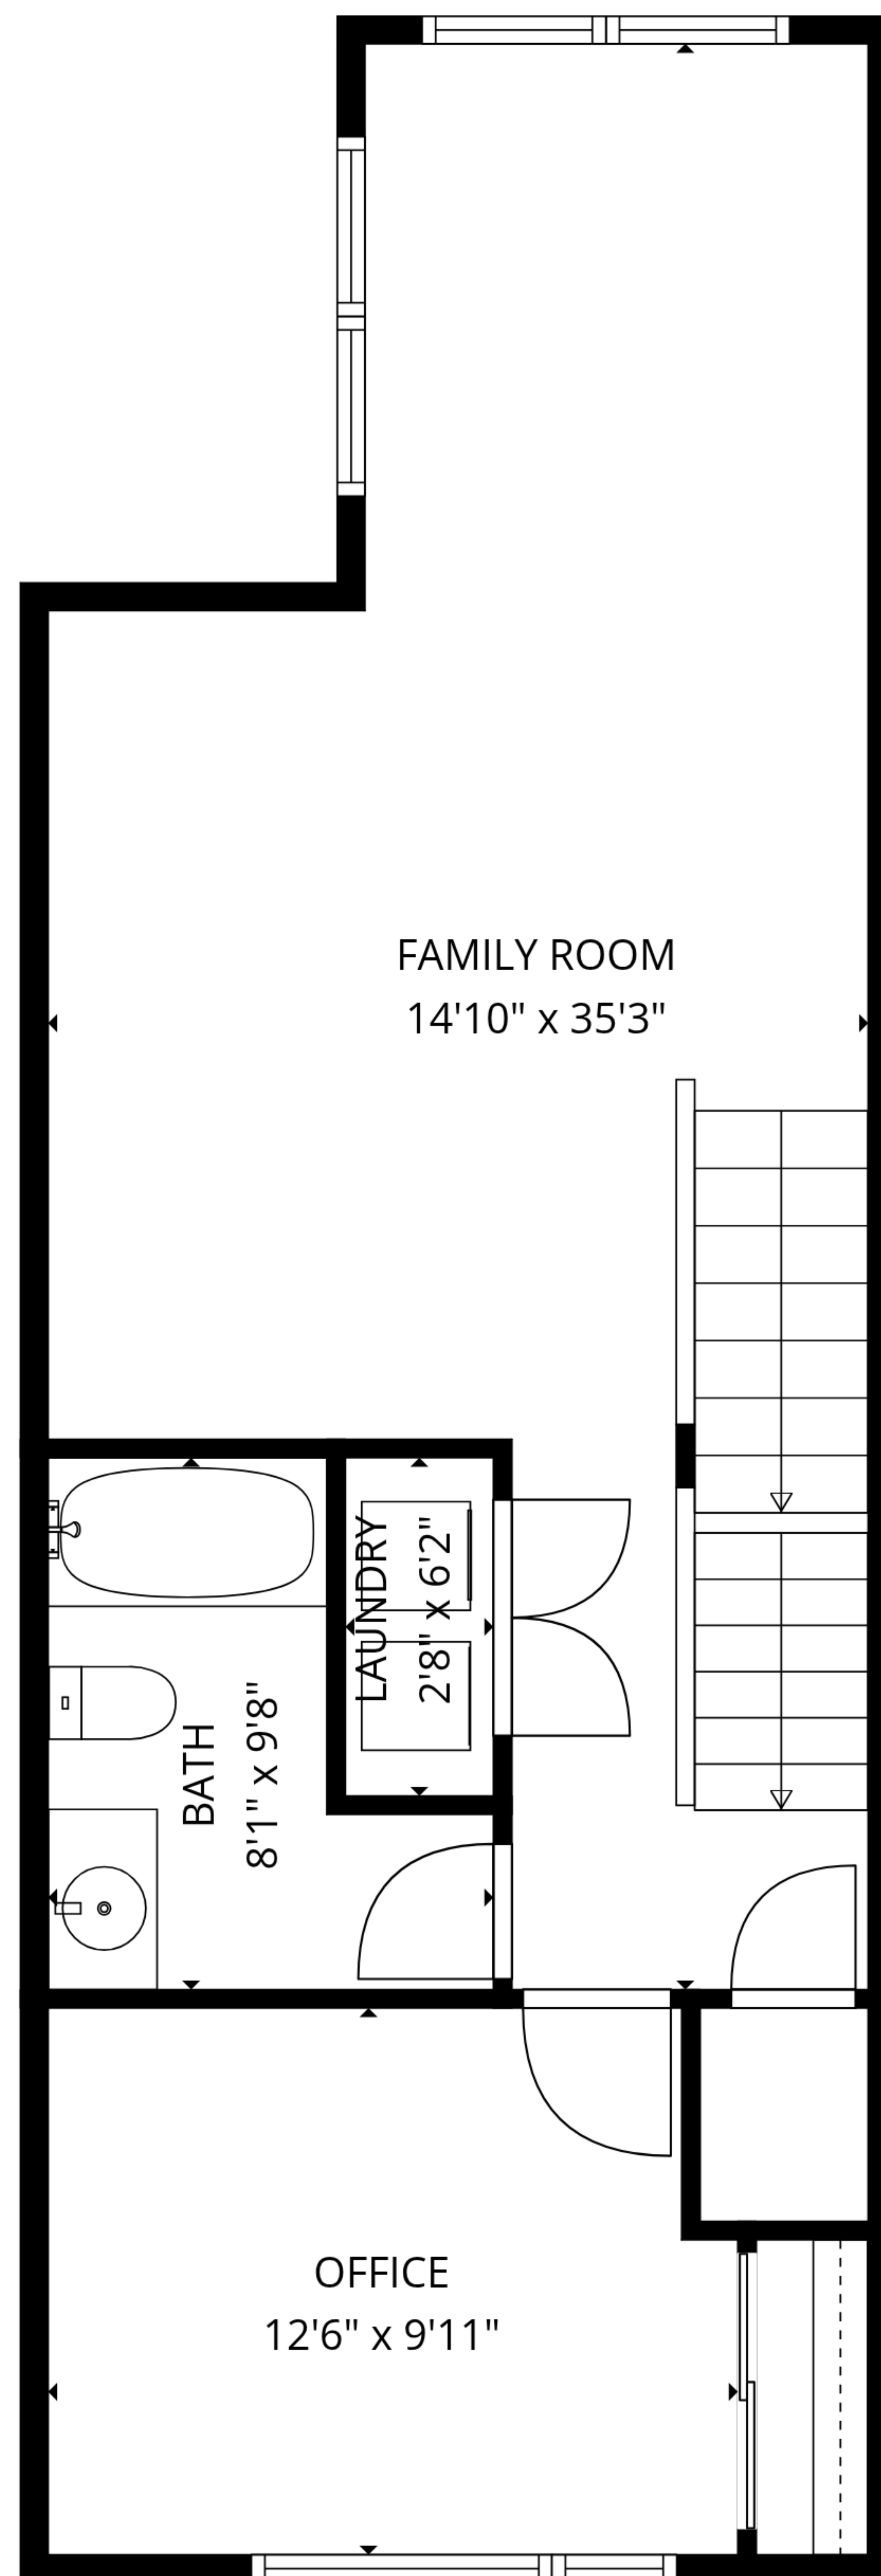 FAMILY ROOM
14'10" x 35'3"
LAUNDRY
2'8" x 6'2"
BATH
8'1" x 9'8"
OFFICE
12'6" x 9'11"